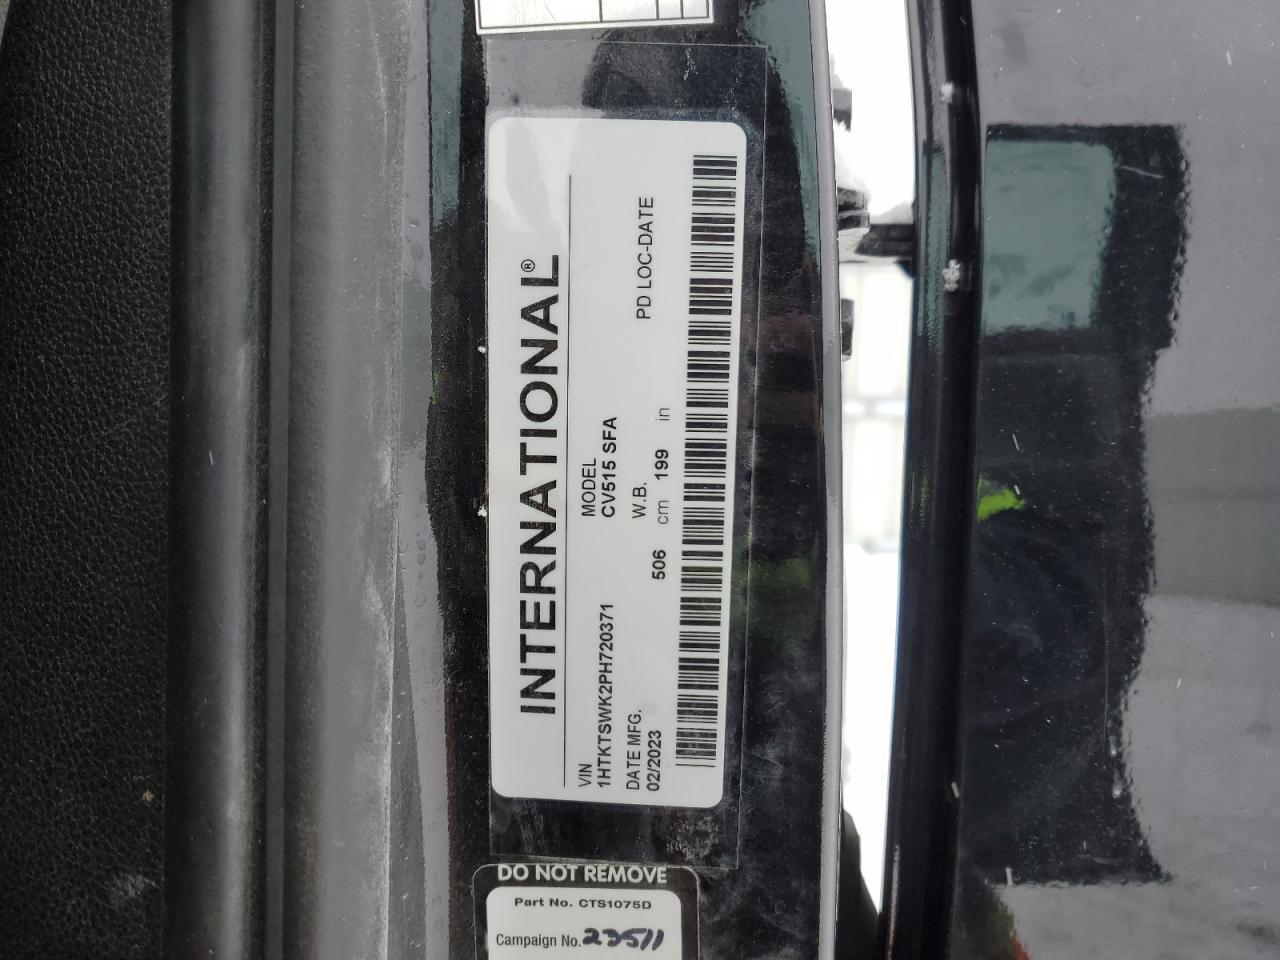 INTERNATIONAL®
VIN
1HTKTSWK2PH720371
MODEL
CV515 SFA
DATE MFG.
02/2023
W.B.
506 cm 199 in
PD LOC-DATE
DO NOT REMOVE
Part No. CTS1075D
Campaign No. 23511